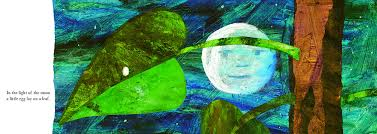 In the light of the moon
a little egg lay on a leaf.